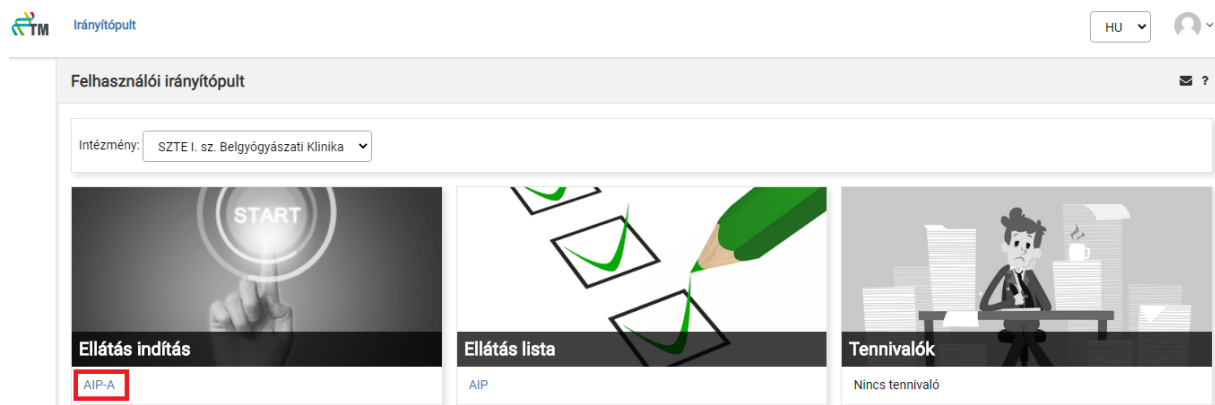 TM Irányítópult HU
Felhasználói irányítópult ?
Intézmény: SZTE I. sz. Belgyógyászati Klinika
START
Ellátás indítás
AIP-A
Ellátás lista
AIP
Tennivalók
Nincs tennivaló